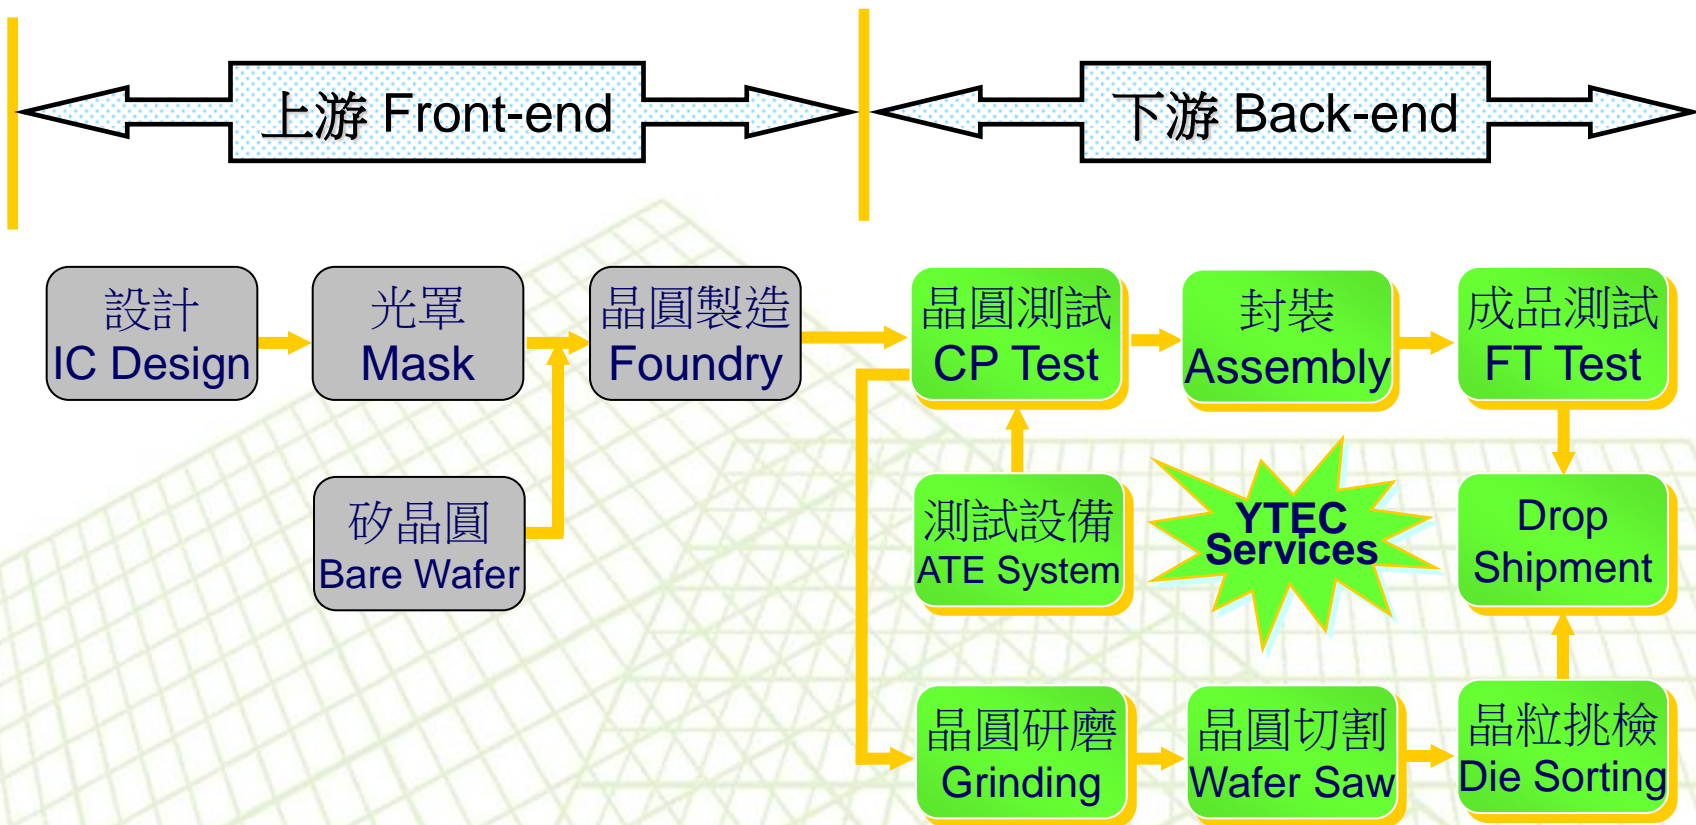 上游 Front-end
下游 Back-end
設計
IC Design
光罩
Mask
晶圓製造
Foundry
晶圓測試
CP Test
封裝
Assembly
成品測試
FT Test
矽晶圓
Bare Wafer
測試設備
ATE System
YTEC
Services
Drop
Shipment
晶圓研磨
Grinding
晶圓切割
Wafer Saw
晶粒挑檢
Die Sorting